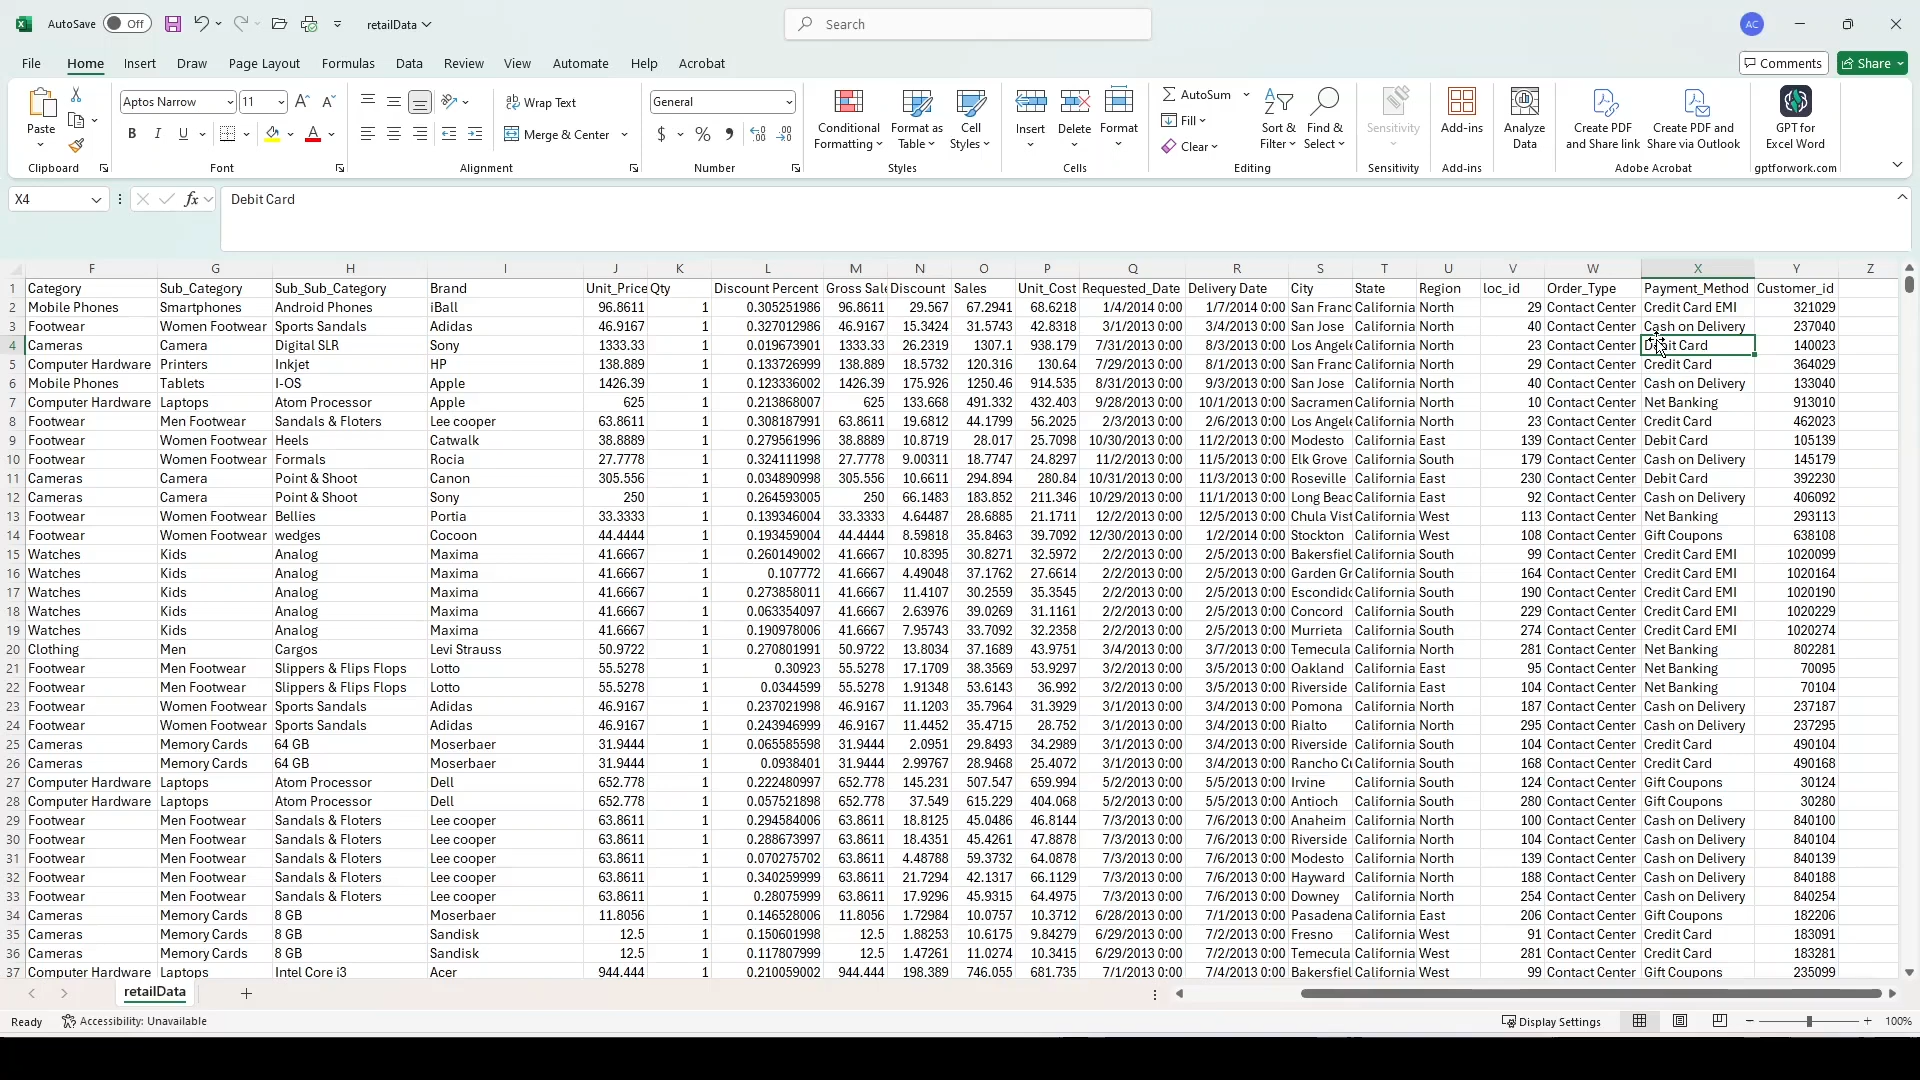 AutoSave Off retailData Search AC
File Home Insert Draw Page Layout Formulas Data Review View Automate Help Acrobat Comments Share
Paste Aptos Narrow 11 Wrap Text General AutoSum
B I U Merge & Center $ % Fill
Conditional Formatting Format as Table Cell Styles Insert Delete Format Clear Sort & Filter Find & Select Sensitivity Add-ins Analyze Data Create PDF and Share link Create PDF and Share via Outlook GPT for Excel Word
Clipboard Font Alignment Number Styles Cells Editing Sensitivity Add-ins Adobe Acrobat gptforwork.com
X4 fx Debit Card
F G H I J K L M N O P Q R S T U V W X Y Z
1 Category Sub_Category Sub_Sub_Category Brand Unit_Price Qty Discount Percent Gross Sale Discount Sales Unit_Cost Requested_Date Delivery Date City State Region loc_id Order_Type Payment_Method Customer_id
2 Mobile Phones Smartphones Android Phones iBall 96.8611 1 0.305251986 96.8611 29.567 67.2941 68.6218 1/4/2014 0:00 1/7/2014 0:00 San Franc California North 29 Contact Center Credit Card EMI 321029
3 Footwear Women Footwear Sports Sandals Adidas 46.9167 1 0.327012986 46.9167 15.3424 31.5743 42.8318 3/1/2014 0:00 3/4/2014 0:00 San Jose California North 40 Contact Center Cash on Delivery 237040
4 Cameras Camera Digital SLR Sony 1333.33 1 0.019673901 1333.33 26.2319 1307.1 938.179 7/31/2013 0:00 8/3/2013 0:00 Los Angele California North 23 Contact Center Debit Card 140023
5 Computer Hardware Printers Inkjet HP 138.889 1 0.133726999 138.889 18.5732 120.316 130.64 7/29/2013 0:00 8/1/2013 0:00 San Franc California North 29 Contact Center Credit Card 364029
6 Mobile Phones Tablets I-OS Apple 1426.39 1 0.123336002 1426.39 175.926 1250.46 914.535 8/31/2013 0:00 9/3/2013 0:00 San Jose California North 40 Contact Center Cash on Delivery 133040
7 Computer Hardware Laptops Atom Processor Apple 625 1 0.213868007 625 133.668 491.332 432.403 9/28/2013 0:00 10/1/2013 0:00 Sacramen California North 10 Contact Center Net Banking 913010
8 Footwear Men Footwear Sandals & Floters Lee cooper 63.8611 1 0.308187991 63.8611 19.6812 44.1799 56.2025 2/3/2013 0:00 2/6/2013 0:00 Los Angele California North 23 Contact Center Credit Card 462023
9 Footwear Women Footwear Heels Catwalk 38.8889 1 0.279561996 38.8889 10.8719 28.017 25.7098 10/30/2013 0:00 11/2/2013 0:00 Modesto California East 139 Contact Center Debit Card 105139
10 Footwear Women Footwear Formals Rocia 27.7778 1 0.324111998 27.7778 9.00311 18.7747 24.8297 11/2/2013 0:00 11/5/2013 0:00 Elk Grove California South 179 Contact Center Cash on Delivery 145179
11 Cameras Camera Point & Shoot Canon 305.556 1 0.034890998 305.556 10.6611 294.894 280.84 10/31/2013 0:00 11/3/2013 0:00 Roseville California East 230 Contact Center Debit Card 392230
12 Cameras Camera Point & Shoot Sony 250 1 0.264593005 250 66.1483 183.852 211.346 10/29/2013 0:00 11/1/2013 0:00 Long Beac California East 92 Contact Center Cash on Delivery 406092
13 Footwear Women Footwear Bellies Portia 33.3333 1 0.139346004 33.3333 4.64487 28.6885 21.1711 12/2/2013 0:00 12/5/2013 0:00 Chula Vist California West 113 Contact Center Net Banking 293113
14 Footwear Women Footwear wedges Cocoon 44.4444 1 0.193459004 44.4444 8.59818 35.8463 39.7092 12/30/2013 0:00 1/2/2014 0:00 Stockton California West 108 Contact Center Gift Coupons 638108
15 Watches Kids Analog Maxima 41.6667 1 0.260149002 41.6667 10.8395 30.8271 32.5972 2/2/2013 0:00 2/5/2013 0:00 Bakersfiel California South 99 Contact Center Credit Card EMI 1020099
16 Watches Kids Analog Maxima 41.6667 1 0.107772 41.6667 4.49048 37.1762 27.6614 2/2/2013 0:00 2/5/2013 0:00 Garden Gr California South 164 Contact Center Credit Card EMI 1020164
17 Watches Kids Analog Maxima 41.6667 1 0.273858011 41.6667 11.4107 30.2559 35.3545 2/2/2013 0:00 2/5/2013 0:00 Escondido California South 190 Contact Center Credit Card EMI 1020190
18 Watches Kids Analog Maxima 41.6667 1 0.063354097 41.6667 2.63976 39.0269 31.1161 2/2/2013 0:00 2/5/2013 0:00 Concord California South 229 Contact Center Credit Card EMI 1020229
19 Watches Kids Analog Maxima 41.6667 1 0.190978006 41.6667 7.95743 33.7092 32.2358 2/2/2013 0:00 2/5/2013 0:00 Murrieta California South 274 Contact Center Credit Card EMI 1020274
20 Clothing Men Cargos Levi Strauss 50.9722 1 0.270801991 50.9722 13.8034 37.1689 43.9751 3/4/2013 0:00 3/7/2013 0:00 Temecula California South 281 Contact Center Net Banking 802281
21 Footwear Men Footwear Slippers & Flips Flops Lotto 55.5278 1 0.30923 55.5278 17.1709 38.3569 53.9297 3/2/2013 0:00 3/5/2013 0:00 Oakland California East 95 Contact Center Net Banking 70095
22 Footwear Men Footwear Slippers & Flips Flops Lotto 55.5278 1 0.0344599 55.5278 1.91348 53.6143 36.992 3/2/2013 0:00 3/5/2013 0:00 Riverside California East 104 Contact Center Net Banking 70104
23 Footwear Women Footwear Sports Sandals Adidas 46.9167 1 0.237021998 46.9167 11.1203 35.7964 31.3929 3/1/2013 0:00 3/4/2013 0:00 Pomona California North 187 Contact Center Cash on Delivery 237187
24 Footwear Women Footwear Sports Sandals Adidas 46.9167 1 0.243946999 46.9167 11.4452 35.4715 28.752 3/1/2013 0:00 3/4/2013 0:00 Rialto California North 295 Contact Center Cash on Delivery 237295
25 Cameras Memory Cards 64 GB Moserbaer 31.9444 1 0.065585598 31.9444 2.0951 29.8493 34.2989 3/1/2013 0:00 3/4/2013 0:00 Riverside California South 104 Contact Center Credit Card 490104
26 Cameras Memory Cards 64 GB Moserbaer 31.9444 1 0.0938401 31.9444 2.99767 28.9468 25.4072 3/1/2013 0:00 3/4/2013 0:00 Rancho Cu California South 168 Contact Center Credit Card 490168
27 Computer Hardware Laptops Atom Processor Dell 652.778 1 0.222480997 652.778 145.231 507.547 659.994 5/2/2013 0:00 5/5/2013 0:00 Irvine California South 124 Contact Center Gift Coupons 30124
28 Computer Hardware Laptops Atom Processor Dell 652.778 1 0.057521898 652.778 37.549 615.229 404.068 5/2/2013 0:00 5/5/2013 0:00 Antioch California South 280 Contact Center Gift Coupons 30280
29 Footwear Men Footwear Sandals & Floters Lee cooper 63.8611 1 0.294584006 63.8611 18.8125 45.0486 46.8144 7/3/2013 0:00 7/6/2013 0:00 Anaheim California North 100 Contact Center Cash on Delivery 840100
30 Footwear Men Footwear Sandals & Floters Lee cooper 63.8611 1 0.288673997 63.8611 18.4351 45.4261 47.8878 7/3/2013 0:00 7/6/2013 0:00 Riverside California North 104 Contact Center Cash on Delivery 840104
31 Footwear Men Footwear Sandals & Floters Lee cooper 63.8611 1 0.070275702 63.8611 4.48788 59.3732 64.0878 7/3/2013 0:00 7/6/2013 0:00 Modesto California North 139 Contact Center Cash on Delivery 840139
32 Footwear Men Footwear Sandals & Floters Lee cooper 63.8611 1 0.340259999 63.8611 21.7294 42.1317 66.1129 7/3/2013 0:00 7/6/2013 0:00 Hayward California North 188 Contact Center Cash on Delivery 840188
33 Footwear Men Footwear Sandals & Floters Lee cooper 63.8611 1 0.28075999 63.8611 17.9296 45.9315 64.4975 7/3/2013 0:00 7/6/2013 0:00 Downey California North 254 Contact Center Cash on Delivery 840254
34 Cameras Memory Cards 8 GB Moserbaer 11.8056 1 0.146528006 11.8056 1.72984 10.0757 10.3712 6/28/2013 0:00 7/1/2013 0:00 Pasadena California East 206 Contact Center Gift Coupons 182206
35 Cameras Memory Cards 8 GB Sandisk 12.5 1 0.150601998 12.5 1.88253 10.6175 9.84279 6/29/2013 0:00 7/2/2013 0:00 Fresno California West 91 Contact Center Credit Card 183091
36 Cameras Memory Cards 8 GB Sandisk 12.5 1 0.117807999 12.5 1.47261 11.0274 10.3415 6/29/2013 0:00 7/2/2013 0:00 Temecula California West 281 Contact Center Credit Card 183281
37 Computer Hardware Laptops Intel Core i3 Acer 944.444 1 0.210059002 944.444 198.389 746.055 681.735 7/1/2013 0:00 7/4/2013 0:00 Bakersfiel California West 99 Contact Center Gift Coupons 235099
retailData
Ready Accessibility: Unavailable Display Settings 100%